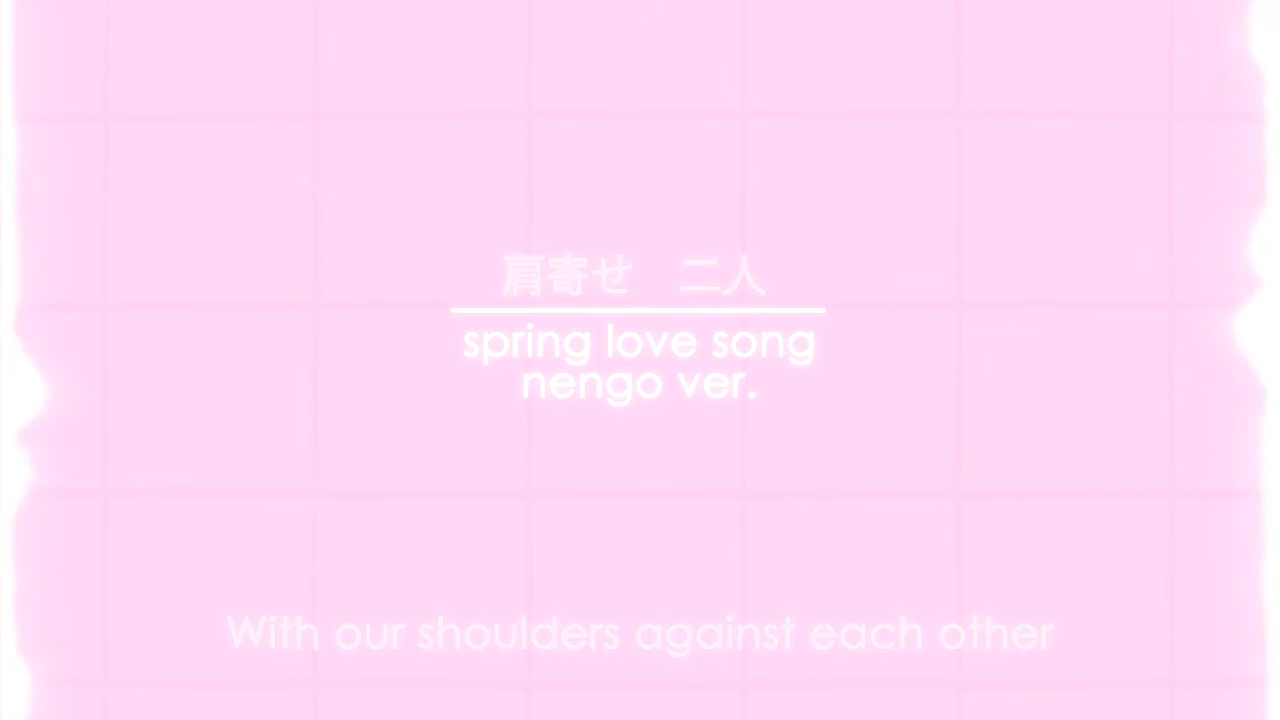 肩寄せ　二人
spring love song
nengo ver.
With our shoulders against each other